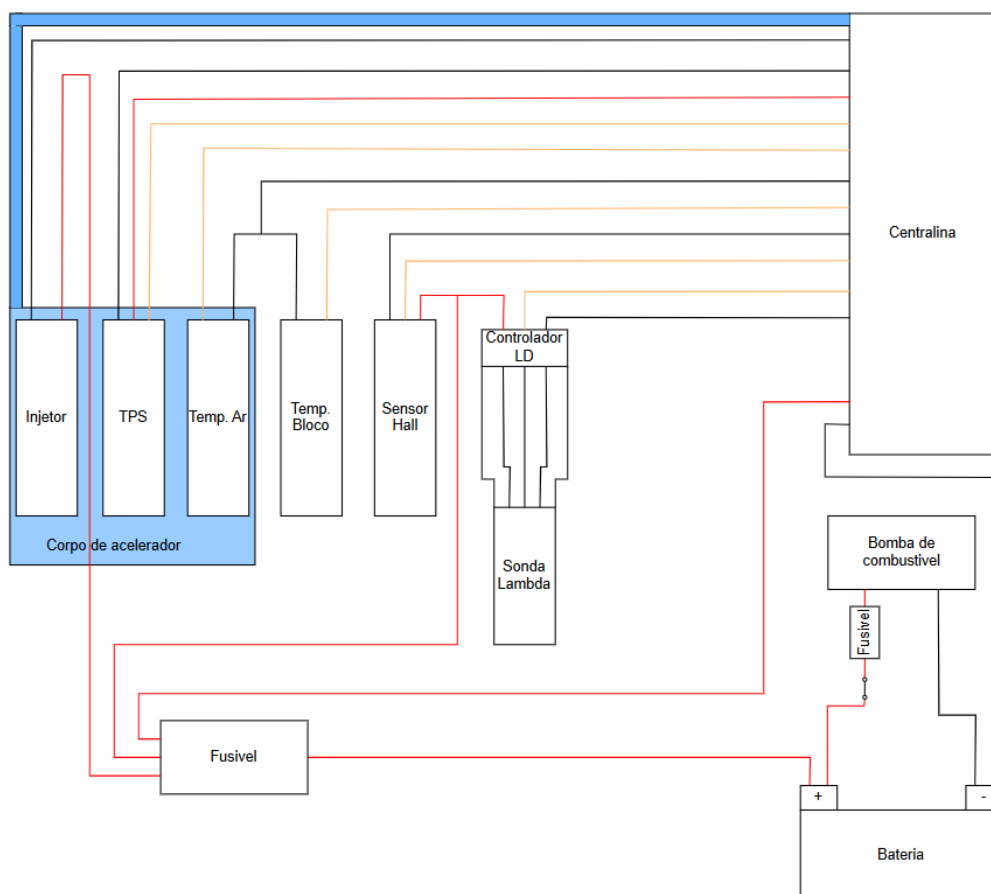 Centralina
Controlador
LD
Injetor
TPS
Temp. Ar
Temp.
Bloco
Sensor
Hall
Corpo de acelerador
Sonda
Lambda
Bomba de
combustivel
Fusivel
Fusivel
+
-
Bateria